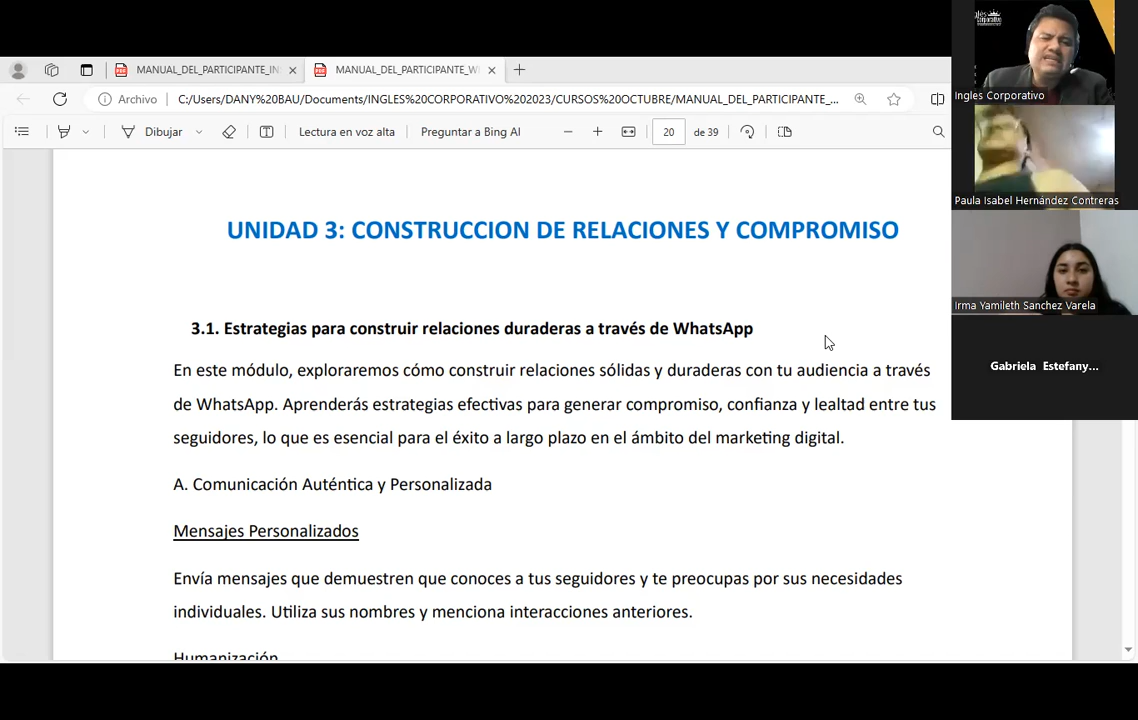 MANUAL_DEL_PARTICIPANTE_IN
MANUAL_DEL_PARTICIPANTE_W
Archivo
C:/Users/DANY%20BAU/Documents/INGLES%20CORPORATIVO%202023/CURSOS%20OCTUBRE/MANUAL_DEL_PARTICIPANTE_...
Dibujar
Lectura en voz alta
Preguntar a Bing AI
20 de 39
UNIDAD 3: CONSTRUCCION DE RELACIONES Y COMPROMISO
3.1. Estrategias para construir relaciones duraderas a través de WhatsApp
En este módulo, exploraremos cómo construir relaciones sólidas y duraderas con tu audiencia a través
de WhatsApp. Aprenderás estrategias efectivas para generar compromiso, confianza y lealtad entre tus
seguidores, lo que es esencial para el éxito a largo plazo en el ámbito del marketing digital.
A. Comunicación Auténtica y Personalizada
Mensajes Personalizados
Envía mensajes que demuestren que conoces a tus seguidores y te preocupas por sus necesidades
individuales. Utiliza sus nombres y menciona interacciones anteriores.
Humanización
Ingles Corporativo
Paula Isabel Hernández Contreras
Irma Yamileth Sanchez Varela
Gabriela Estefany...